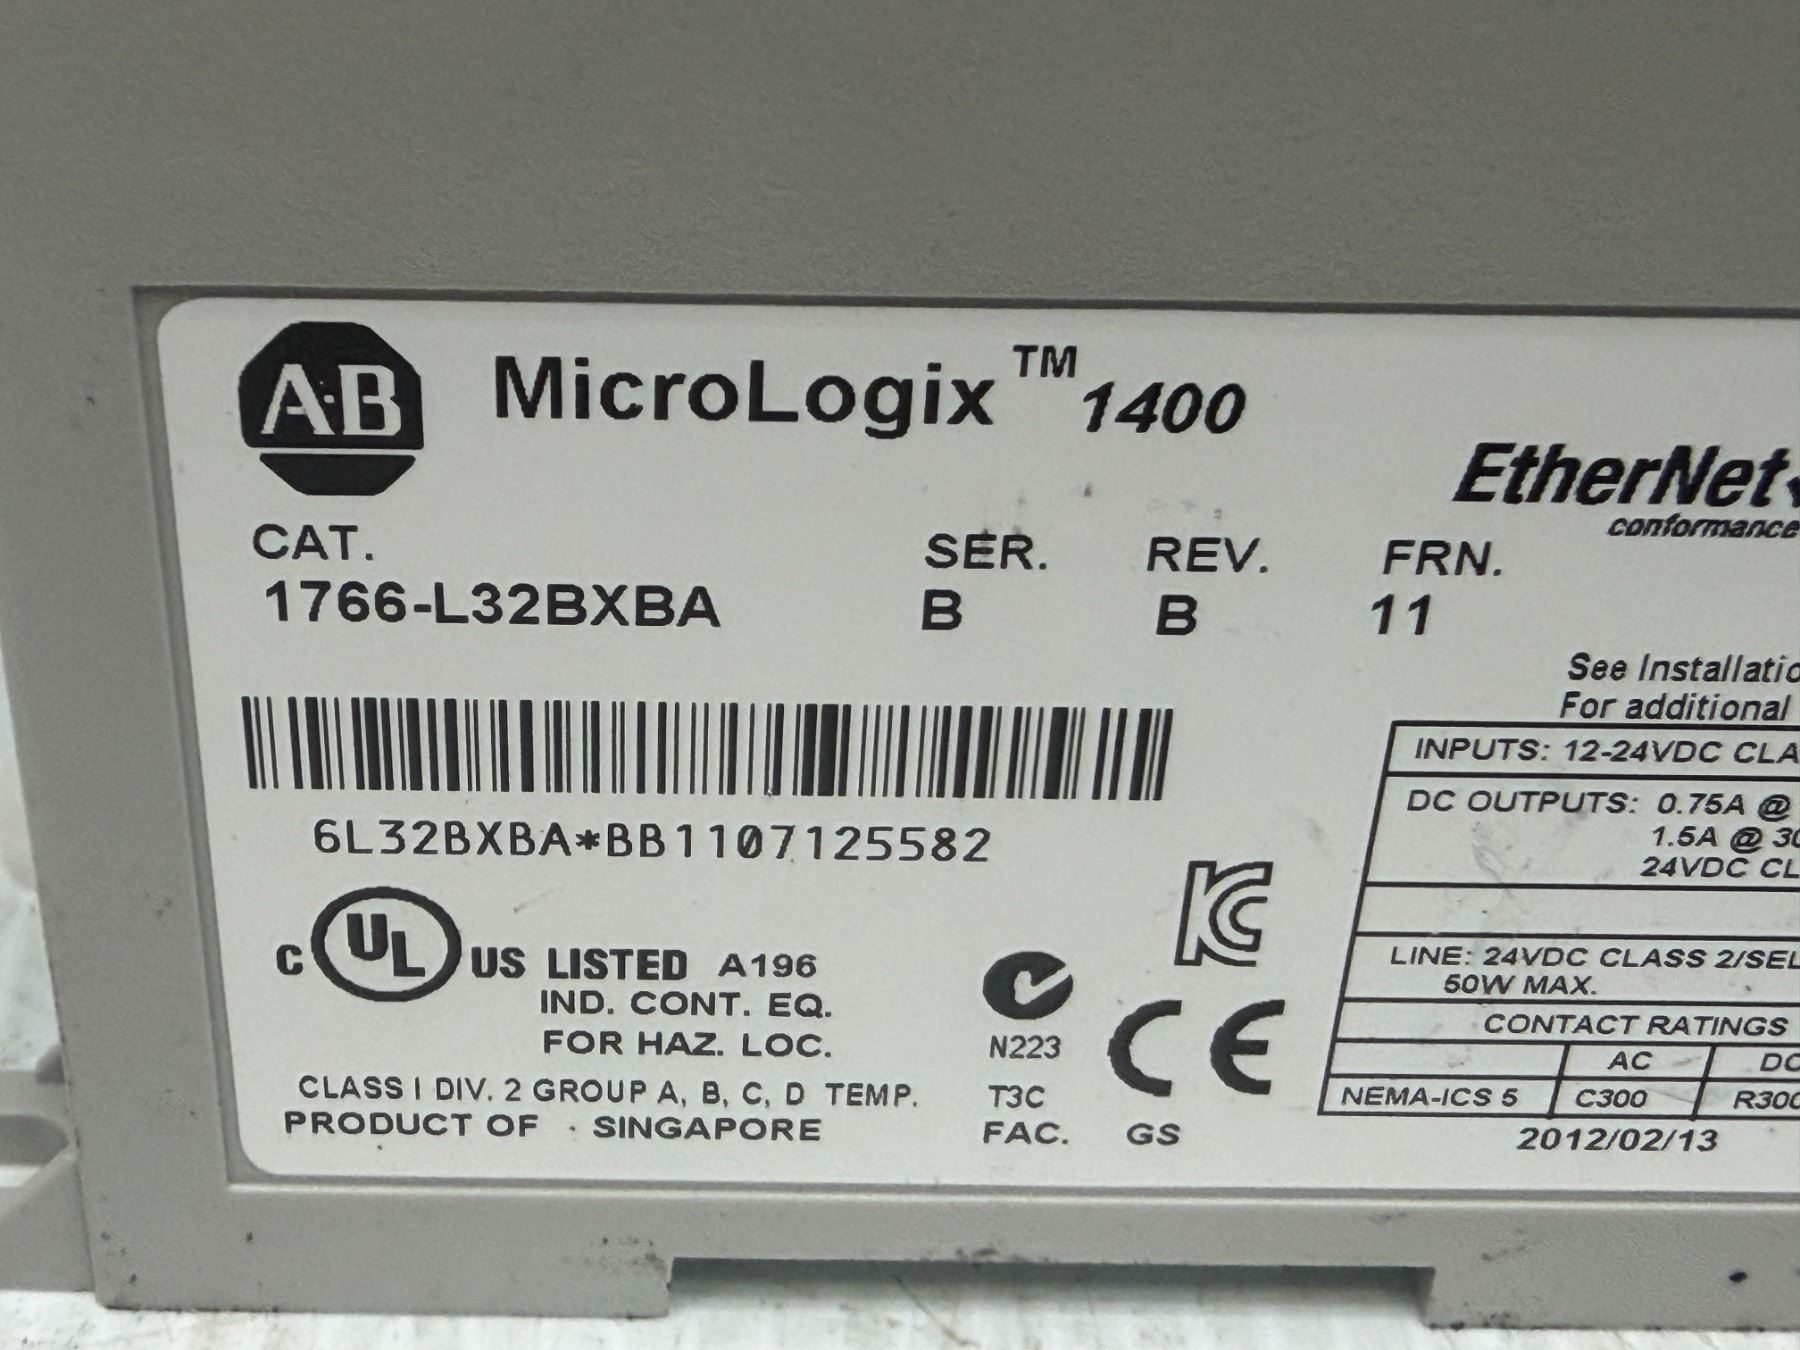 AB MicroLogix™ 1400
EtherNet
conformance
CAT. SER. REV. FRN.
1766-L32BXBA B B 11
See Installatio
For additional
INPUTS: 12-24VDC CLA
DC OUTPUTS: 0.75A @
1.5A @ 30
24VDC CL
6L32BXBA*BB1107125582
LINE: 24VDC CLASS 2/SEL
50W MAX.
CONTACT RATINGS
AC DC
NEMA-ICS 5 C300 R300
2012/02/13
C UL US LISTED A196
IND. CONT. EQ.
FOR HAZ. LOC.
N223
KC
CE
CLASS I DIV. 2 GROUP A, B, C, D TEMP. T3C
PRODUCT OF SINGAPORE FAC. GS